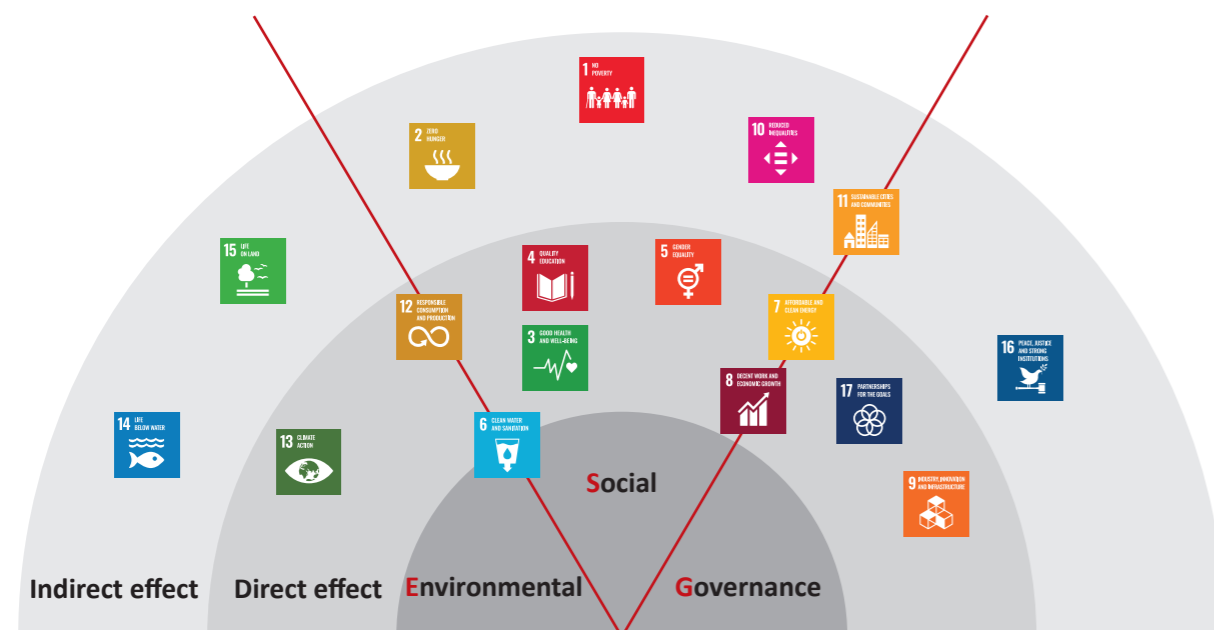 1 NO
POVERTY
2 ZERO
HUNGER
10 REDUCED
INEQUALITIES
11 SUSTAINABLE CITIES
AND COMMUNITIES
15 LIFE
ON LAND
4 QUALITY
EDUCATION
5 GENDER
EQUALITY
12 RESPONSIBLE
CONSUMPTION
AND PRODUCTION
7 AFFORDABLE AND
CLEAN ENERGY
3 GOOD HEALTH
AND WELL-BEING
16 PEACE, JUSTICE
AND STRONG
INSTITUTIONS
8 DECENT WORK AND
ECONOMIC GROWTH
17 PARTNERSHIPS
FOR THE GOALS
14 LIFE
BELOW WATER
13 CLIMATE
ACTION
6 CLEAN WATER
AND SANITATION
9 INDUSTRY, INNOVATION
AND INFRASTRUCTURE
Social
Indirect effect
Direct effect
Environmental
Governance